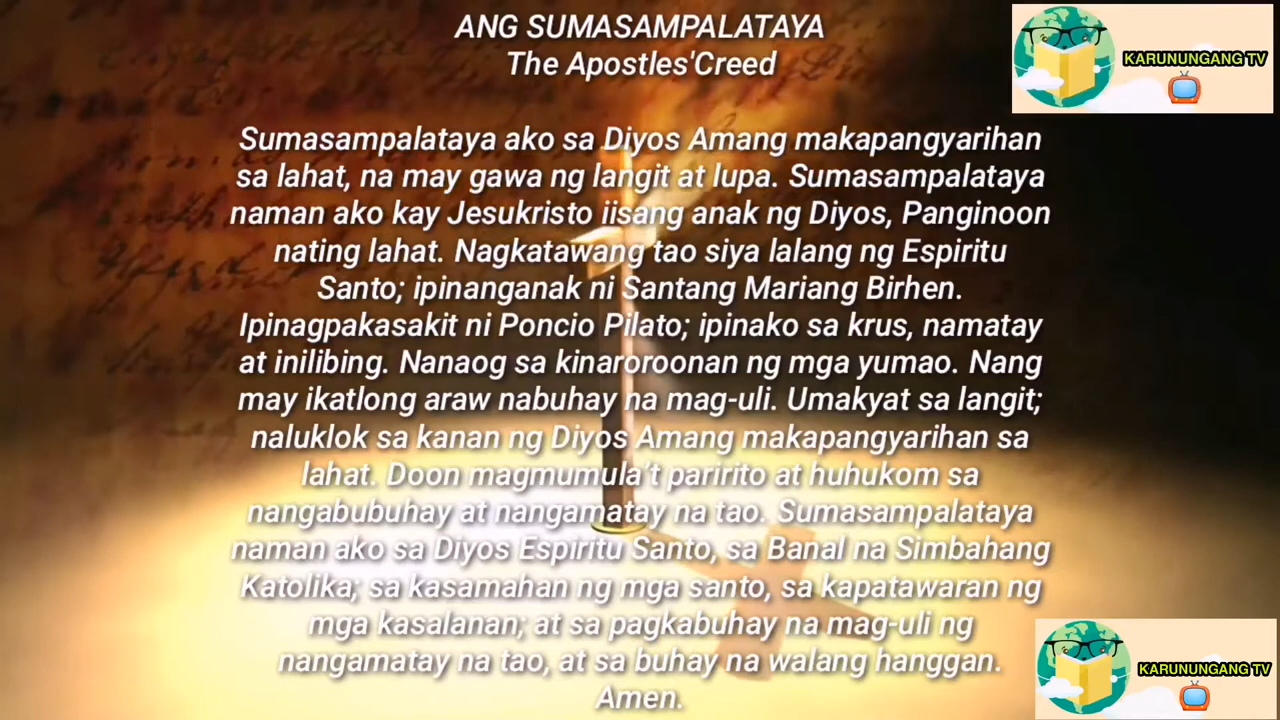 ANG SUMASAMPALATAYA
The Apostles'Creed
KARUNUNGANG TV
Sumasampalataya ako sa Diyos Amang makapangyarihan
sa lahat, na may gawa ng langit at lupa. Sumasampalataya
naman ako kay Jesukristo iisang anak ng Diyos, Panginoon
nating lahat. Nagkatawang tao siya lalang ng Espiritu
Santo; ipinanganak ni Santang Mariang Birhen.
Ipinagpakasakit ni Poncio Pilato; ipinako sa krus, namatay
at inilibing. Nanaog sa kinaroroonan ng mga yumao. Nang
may ikatlong araw nabuhay na mag-uli. Umakyat sa langit;
naluklok sa kanan ng Diyos Amang makapangyarihan sa
lahat. Doon magmumula't paririto at huhukom sa
nangabubuhay at nangamatay na tao. Sumasampalataya
naman ako sa Diyos Espiritu Santo, sa Banal na Simbahang
Katolika; sa kasamahan ng mga santo, sa kapatawaran ng
mga kasalanan; at sa pagkabuhay na mag-uli ng
nangamatay na tao, at sa buhay na walang hanggan.
Amen.
KARUNUNGANG TV